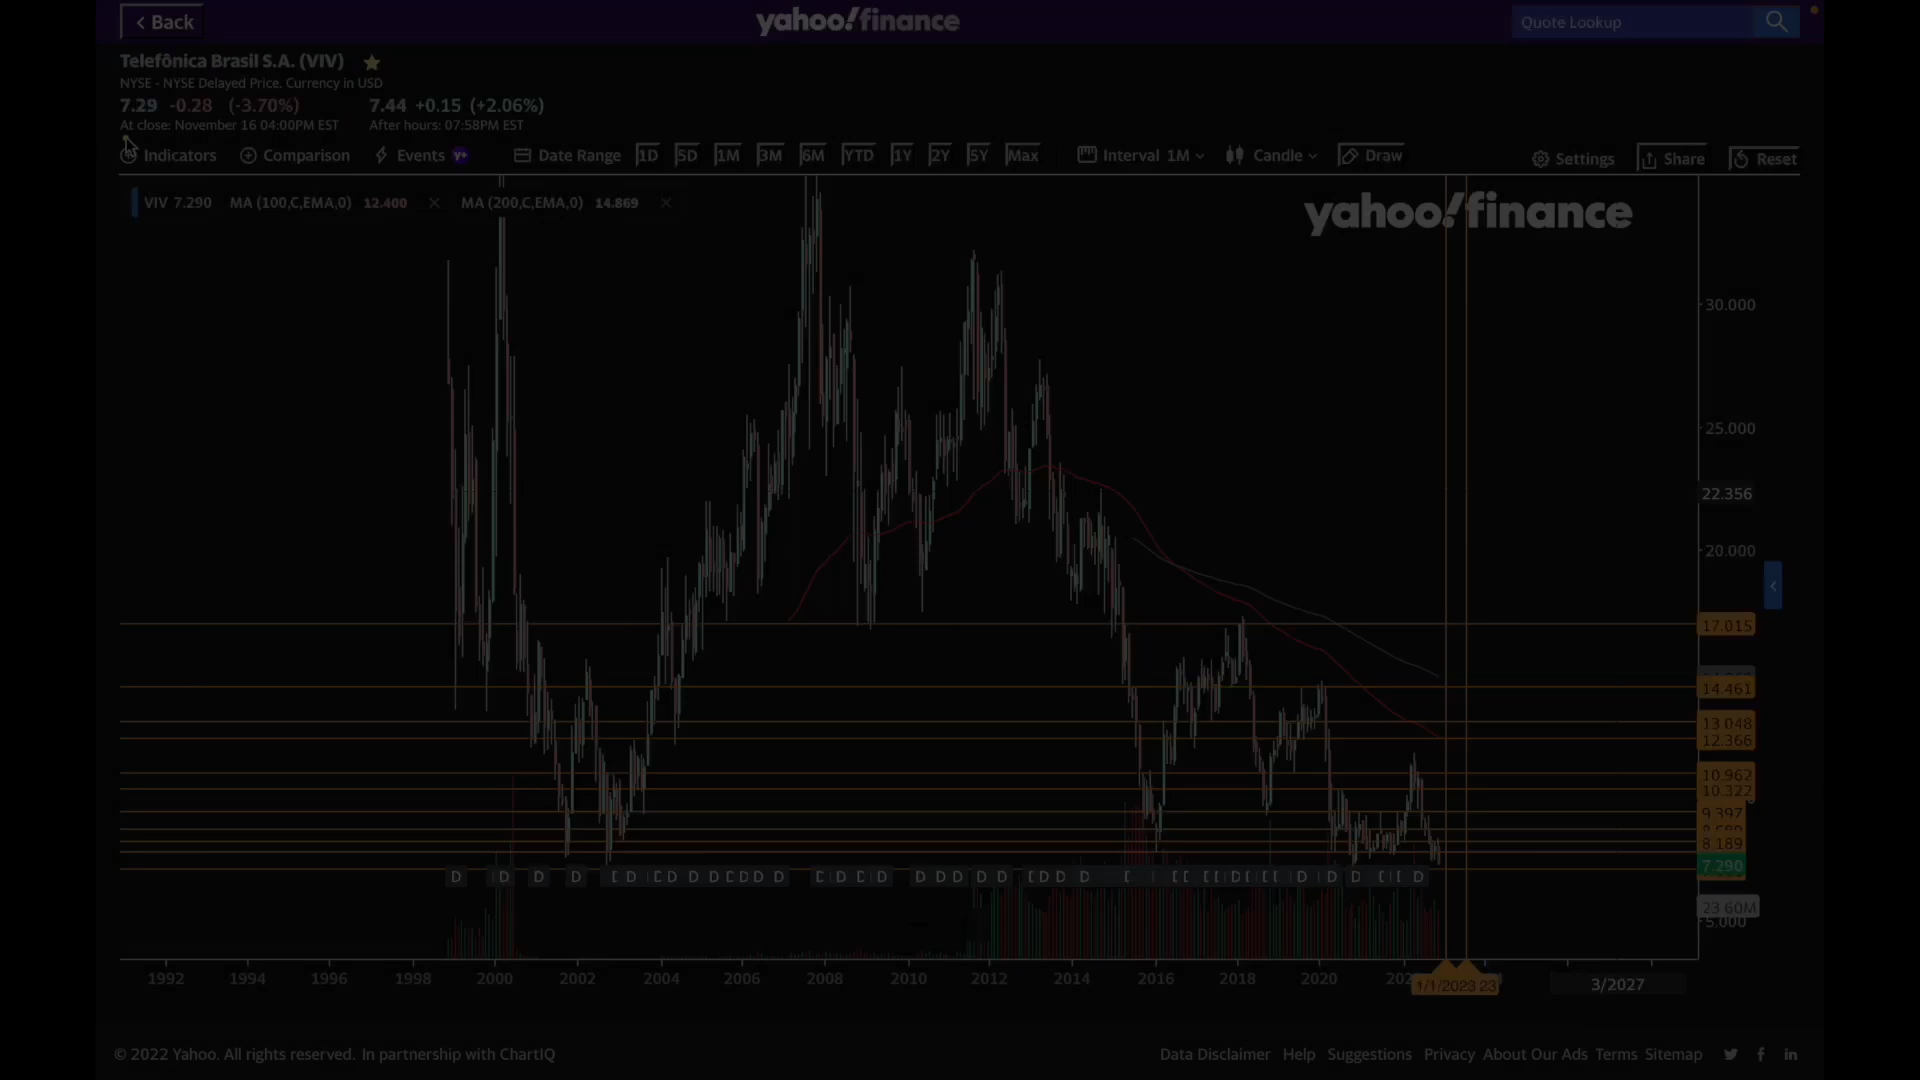 Back
yahoo!finance
Quote Lookup
Telefônica Brasil S.A. (VIV)
NYSE - NYSE Delayed Price. Currency in USD
7.29 -0.28 (-3.70%) 7.44 +0.15 (+2.06%)
At close: November 16 04:00PM EST After hours: 07:58PM EST
Indicators Comparison Events y+ Date Range 1D 5D 1M 3M 6M YTD 1Y 2Y 5Y Max Interval 1M Candle Draw Settings Share Reset
VIV 7.290 MA (100,C,EMA,0) 12.400 MA (200,C,EMA,0) 14.869
yahoo!finance
30.000
25.000
22.356
20.000
17.015
14.461
13.048
12.366
10.962
10.322
9.397
8.189
7.290
D D D D D D D D D D D D D D D D D D D D D D D D D D D D D D D
23.60M
5.000
1992 1994 1996 1998 2000 2002 2004 2006 2008 2010 2012 2014 2016 2018 2020
1/1/2023 23
3/2027
© 2022 Yahoo. All rights reserved. In partnership with ChartIQ
Data Disclaimer Help Suggestions Privacy About Our Ads Terms Sitemap